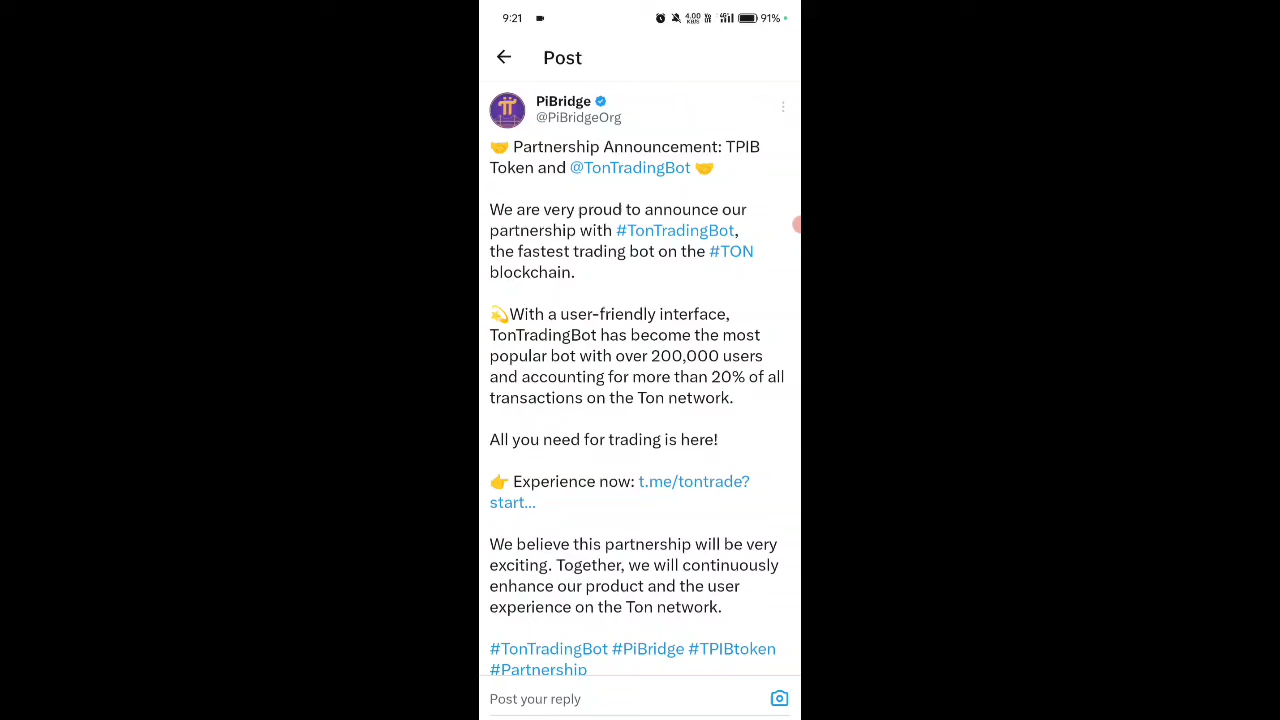 9:21
4.00 KB/S 4G 91%
Post
PiBridge
@PiBridgeOrg
🤝 Partnership Announcement: TPIB
Token and @TonTradingBot 🤝
We are very proud to announce our
partnership with #TonTradingBot,
the fastest trading bot on the #TON
blockchain.
💫With a user-friendly interface,
TonTradingBot has become the most
popular bot with over 200,000 users
and accounting for more than 20% of all
transactions on the Ton network.
All you need for trading is here!
👉 Experience now: t.me/tontrade?
start...
We believe this partnership will be very
exciting. Together, we will continuously
enhance our product and the user
experience on the Ton network.
#TonTradingBot #PiBridge #TPIBtoken
#Partnership
Post your reply